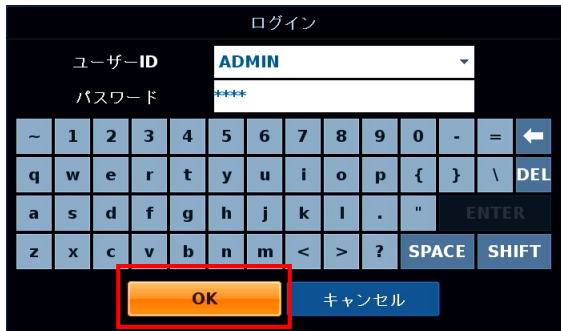 ログイン
ユーザーID ADMIN
パスワード ****
~ 1 2 3 4 5 6 7 8 9 0 - =
q w e r t y u i o p { } \ DEL
a s d f g h j k l . " ENTER
z x c v b n m < > ? SPACE SHIFT
OK キャンセル